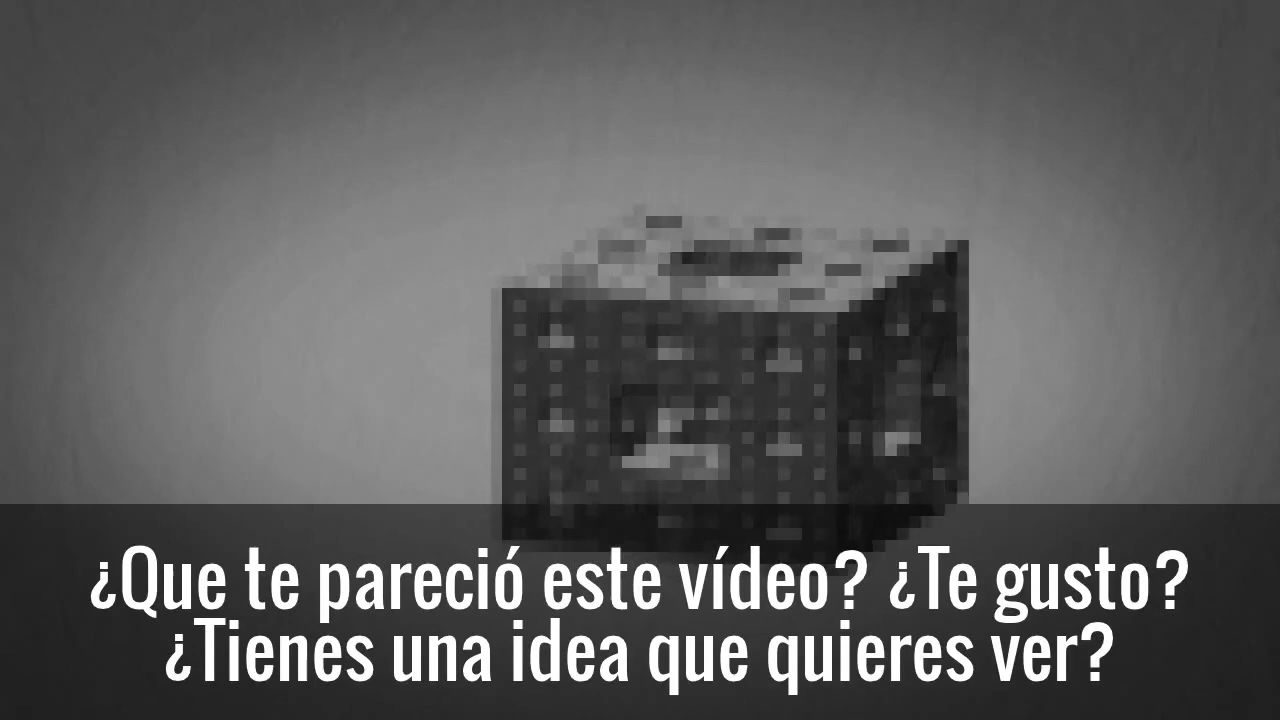 ¿Que te pareció este vídeo? ¿Te gusto?
¿Tienes una idea que quieres ver?